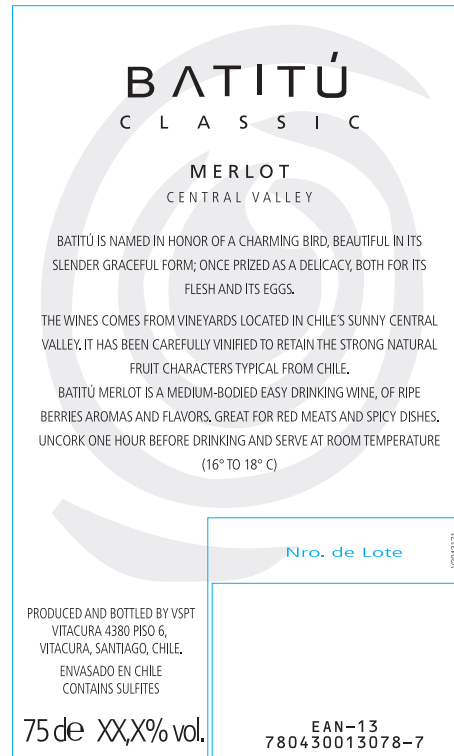 BATITÚ
CLASSIC
MERLOT
CENTRAL VALLEY
BATITÚ IS NAMED IN HONOR OF A CHARMING BIRD, BEAUTIFUL IN ITS
SLENDER GRACEFUL FORM; ONCE PRIZED AS A DELICACY, BOTH FOR ITS
FLESH AND ITS EGGS.
THE WINES COMES FROM VINEYARDS LOCATED IN CHILE´S SUNNY CENTRAL
VALLEY. IT HAS BEEN CAREFULLY VINIFIED TO RETAIN THE STRONG NATURAL
FRUIT CHARACTERS TYPICAL FROM CHILE.
BATITÚ MERLOT IS A MEDIUM-BODIED EASY DRINKING WINE, OF RIPE
BERRIES AROMAS AND FLAVORS. GREAT FOR RED MEATS AND SPICY DISHES.
UNCORK ONE HOUR BEFORE DRINKING AND SERVE AT ROOM TEMPERATURE
(16° TO 18° C)
Nro. de Lote
PRODUCED AND BOTTLED BY VSPT
VITACURA 4380 PISO 6,
VITACURA, SANTIAGO, CHILE.
ENVASADO EN CHILE
CONTAINS SULFITES
75 de XX,X% vol.
EAN-13
780430013078-7